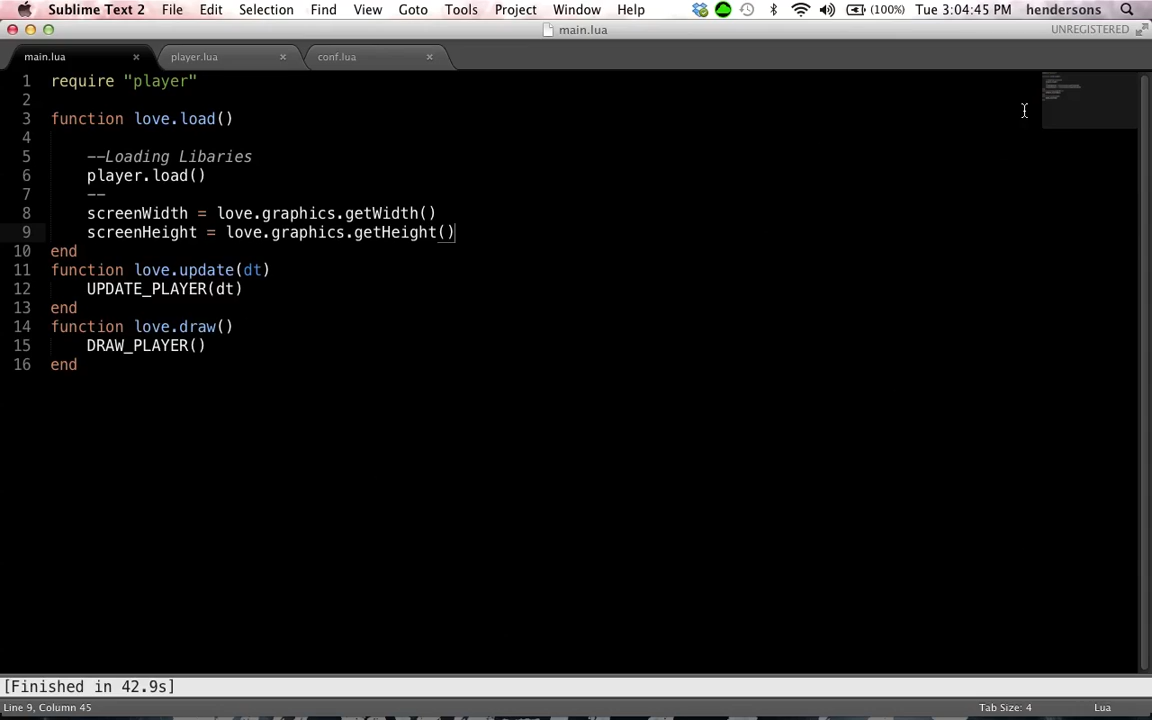 Sublime Text 2 File Edit Selection Find View Goto Tools Project Window Help (100%) Tue 3:04:45 PM hendersons
main.lua UNREGISTERED
main.lua × player.lua × conf.lua ×
1 require "player"
2
3 function love.load()
4
5 --Loading Libaries
6 player.load()
7 --
8 screenWidth = love.graphics.getWidth()
9 screenHeight = love.graphics.getHeight()
10 end
11 function love.update(dt)
12 UPDATE_PLAYER(dt)
13 end
14 function love.draw()
15 DRAW_PLAYER()
16 end
[Finished in 42.9s]
Line 9, Column 45 Tab Size: 4 Lua